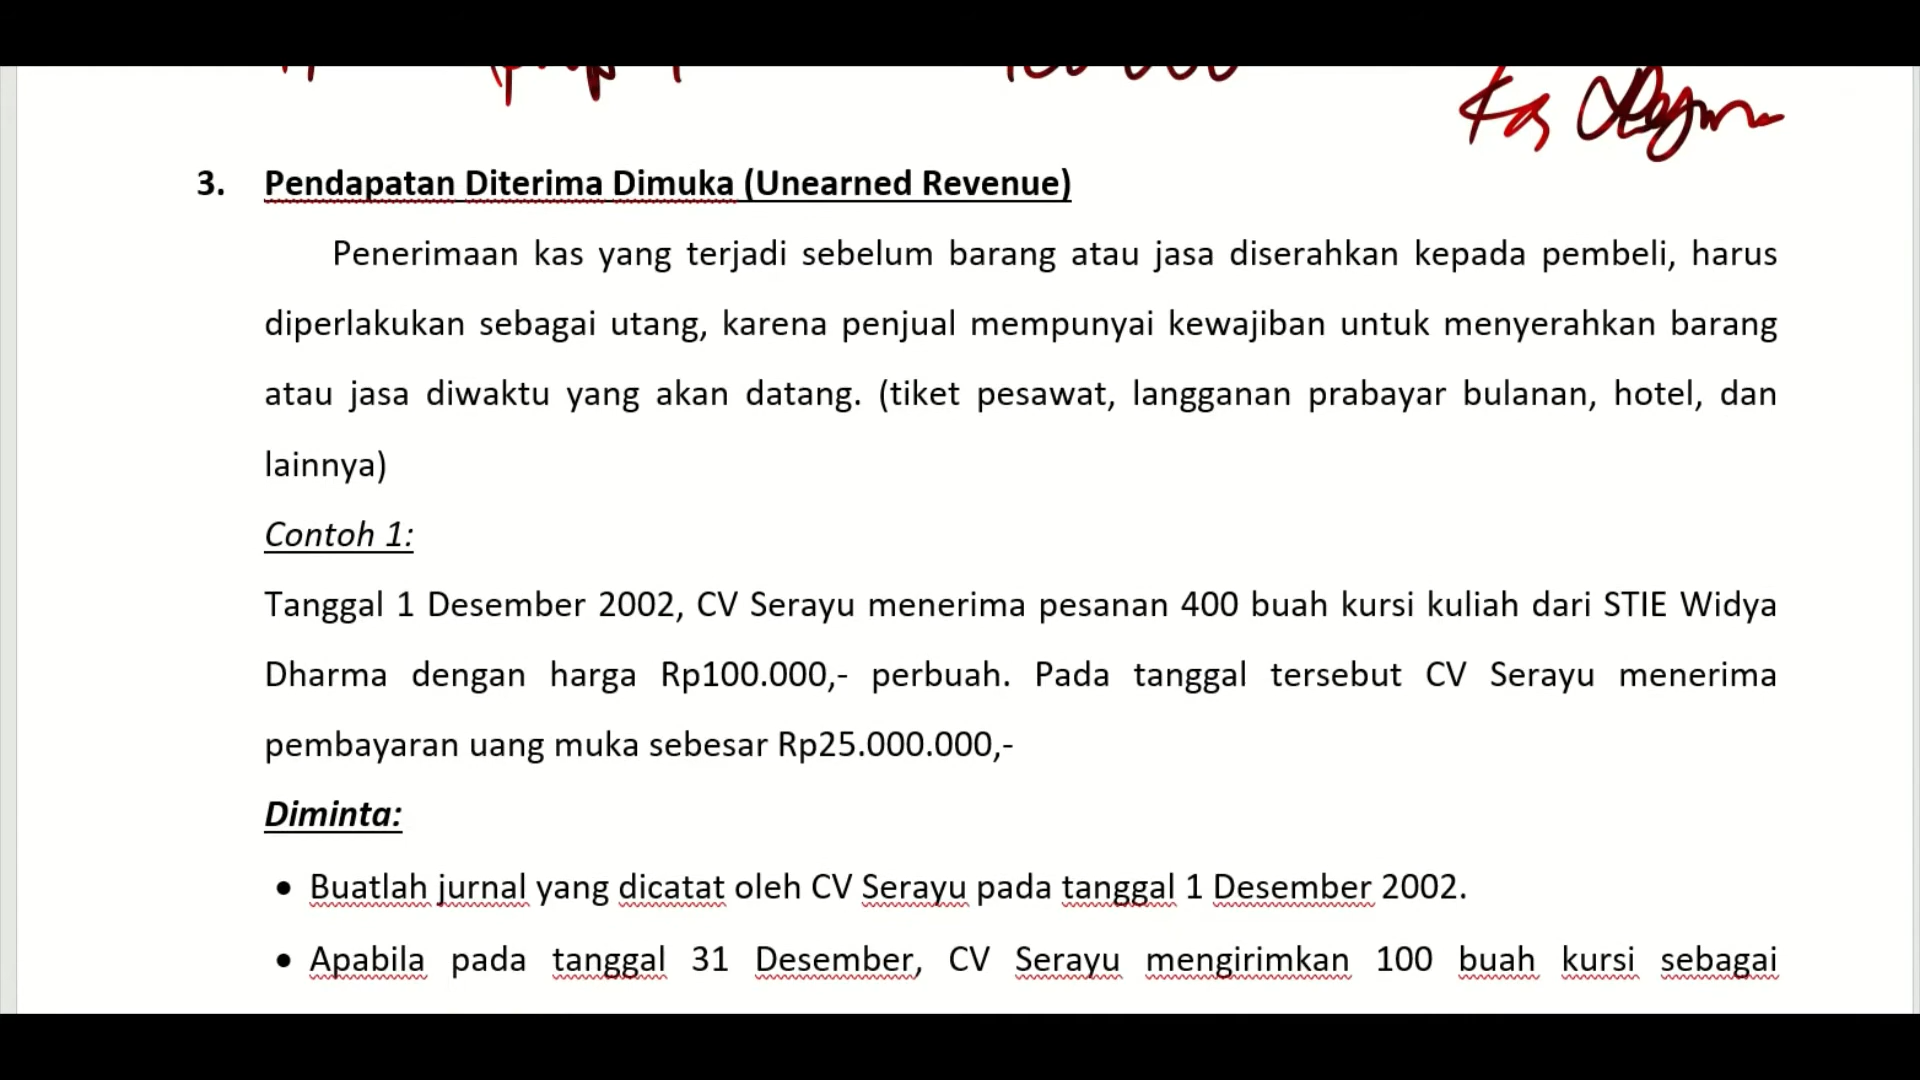 Kas
3. Pendapatan Diterima Dimuka (Unearned Revenue)
Penerimaan kas yang terjadi sebelum barang atau jasa diserahkan kepada pembeli, harus
diperlakukan sebagai utang, karena penjual mempunyai kewajiban untuk menyerahkan barang
atau jasa diwaktu yang akan datang. (tiket pesawat, langganan prabayar bulanan, hotel, dan
lainnya)
Contoh 1:
Tanggal 1 Desember 2002, CV Serayu menerima pesanan 400 buah kursi kuliah dari STIE Widya
Dharma dengan harga Rp100.000,- perbuah. Pada tanggal tersebut CV Serayu menerima
pembayaran uang muka sebesar Rp25.000.000,-
Diminta:
• Buatlah jurnal yang dicatat oleh CV Serayu pada tanggal 1 Desember 2002.
• Apabila pada tanggal 31 Desember, CV Serayu mengirimkan 100 buah kursi sebagai